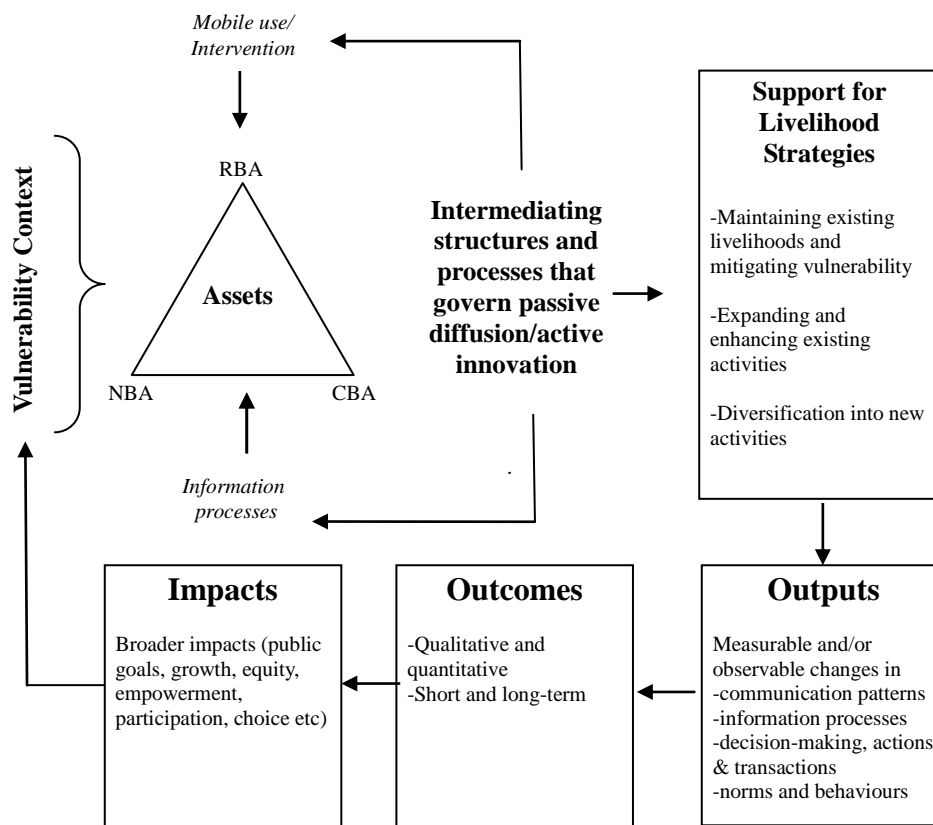 Mobile use/
Intervention
RBA
Assets
NBA
CBA
Information
processes
Vulnerability Context
Intermediating
structures and
processes that
govern passive
diffusion/active
innovation
Support for
Livelihood
Strategies
-Maintaining existing
livelihoods and
mitigating vulnerability
-Expanding and
enhancing existing
activities
-Diversification into new
activities
Impacts
Broader impacts (public
goals, growth, equity,
empowerment,
participation, choice etc)
Outcomes
-Qualitative and
quantitative
-Short and long-term
Outputs
Measurable and/or
observable changes in
-communication patterns
-information processes
-decision-making, actions
& transactions
-norms and behaviours